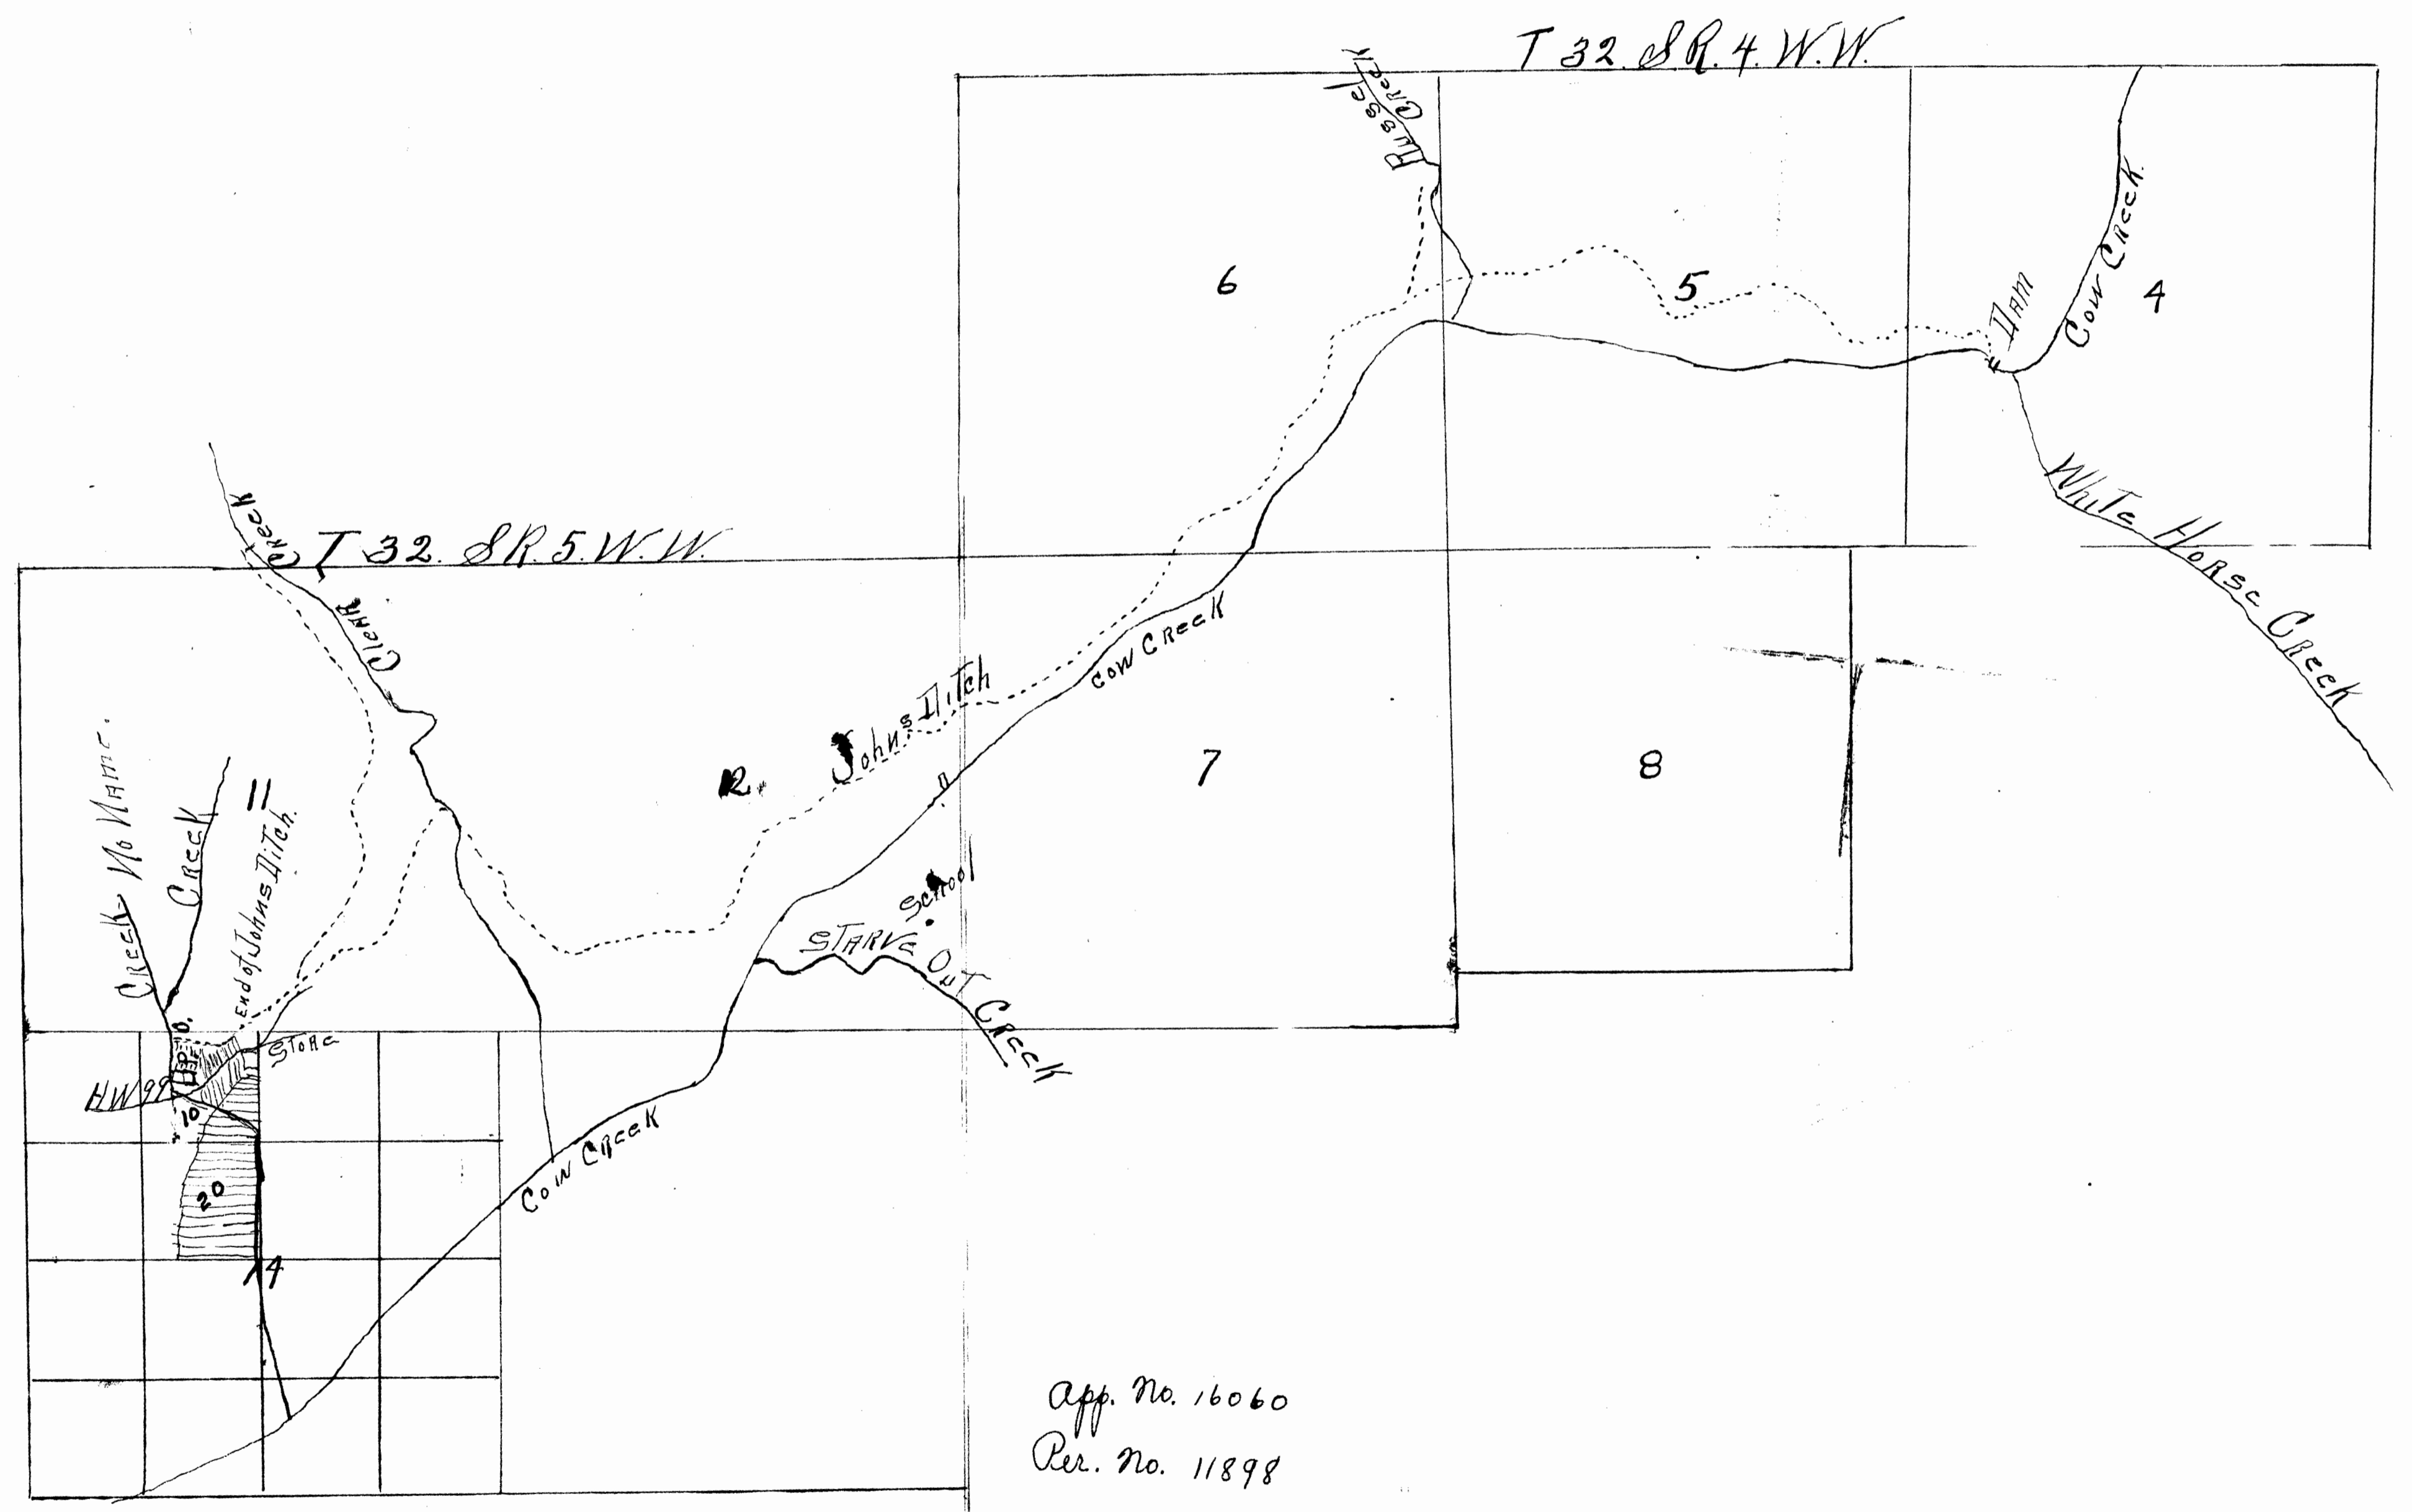 T 32. S R. 4. W. W.
Russel
Creek
6
5
4
Dam
Cow Creek
White Horse Creek
T 32. S R. 5. W. W.
Clear Creek
Cow Creek
Johns Ditch
12.
7
8
11
No Name.
Creek
Creek
End of Johns Ditch.
School
Starve Out Creek
Store
HW 99
10
20
14
Cow Creek
App. No. 16060
Per. No. 11898